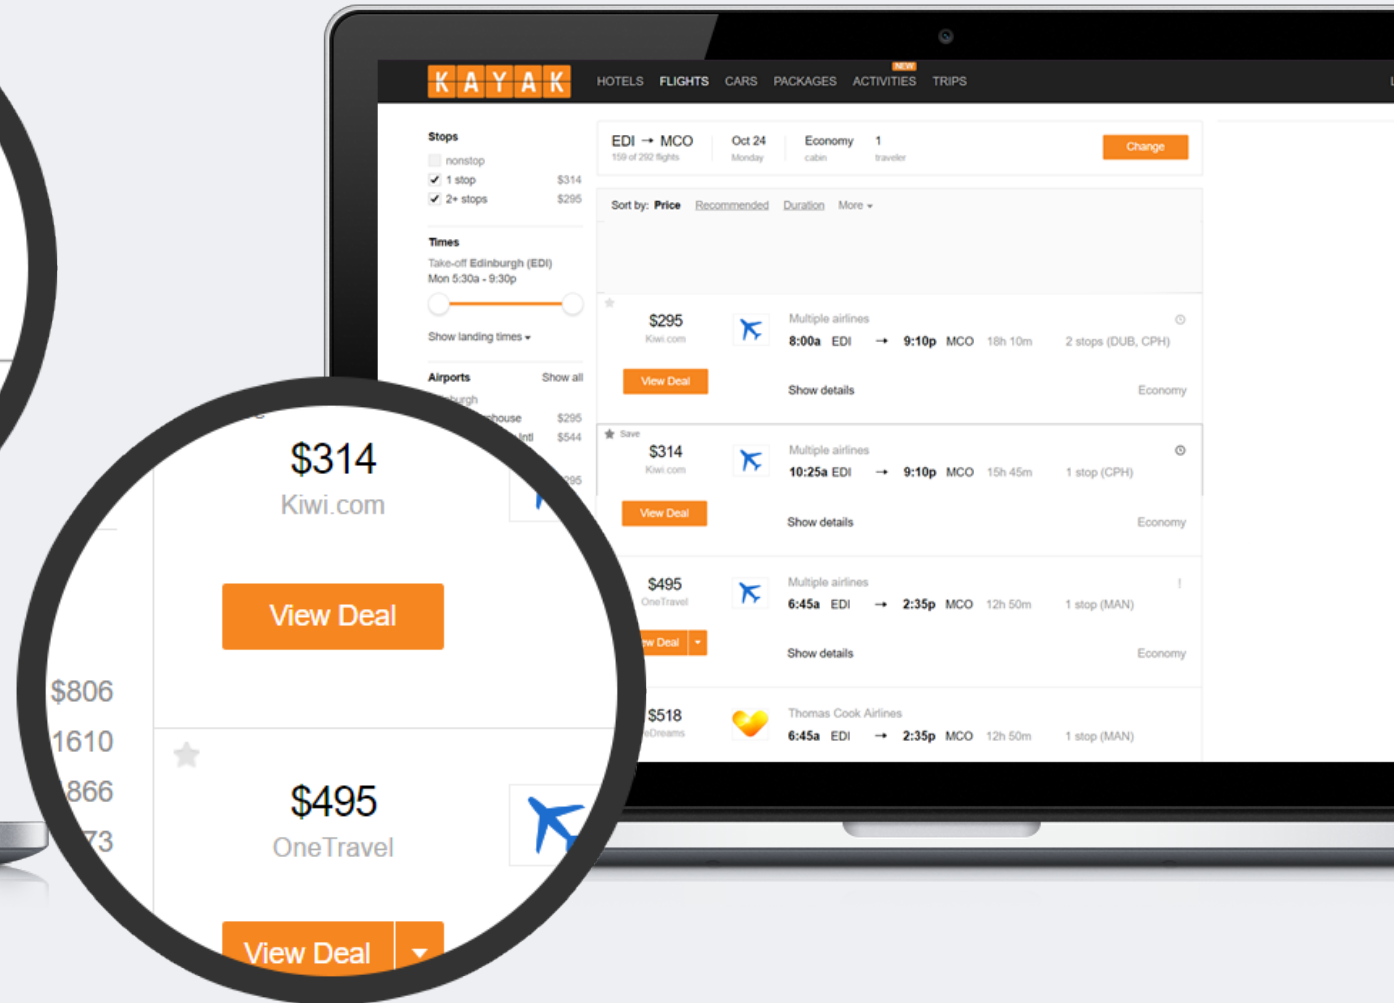 KAYAK
HOTELS FLIGHTS CARS PACKAGES ACTIVITIES TRIPS
NEW
Stops
nonstop
1 stop $314
2+ stops $295
Times
Take-off Edinburgh (EDI)
Mon 5:30a - 9:30p
Show landing times
Airports Show all
$295
$544
EDI → MCO Oct 24 Economy 1
159 of 292 flights Monday cabin traveler
Change
Sort by: Price Recommended Duration More
$295 Multiple airlines
Kiwi.com 8:00a EDI → 9:10p MCO 18h 10m 2 stops (DUB, CPH)
View Deal Show details Economy
Save
$314 Multiple airlines
Kiwi.com 10:25a EDI → 9:10p MCO 15h 45m 1 stop (CPH)
View Deal Show details Economy
$495 Multiple airlines
OneTravel 6:45a EDI → 2:35p MCO 12h 50m 1 stop (MAN)
Deal Show details Economy
$518 Thomas Cook Airlines
6:45a EDI → 2:35p MCO 12h 50m 1 stop (MAN)
$314
Kiwi.com
View Deal
$806
1610
866
73
$495
OneTravel
View Deal